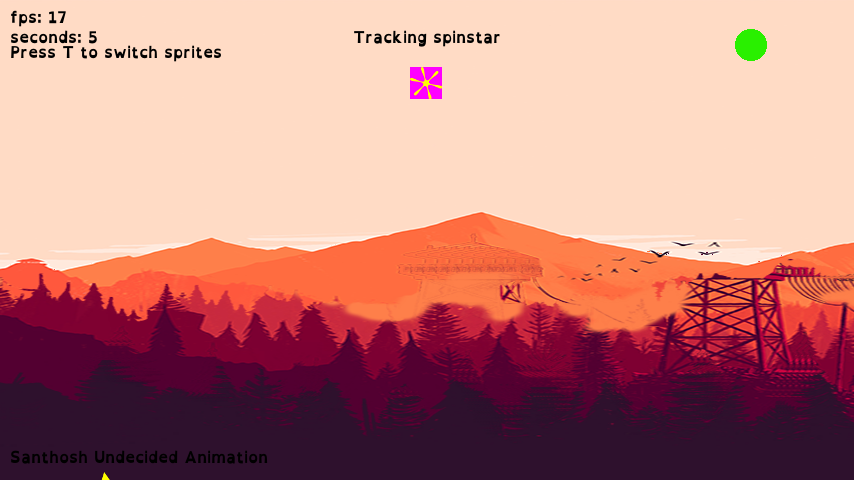 fps: 17
seconds: 5
Press T to switch sprites
Tracking spinstar
Santhosh Undecided Animation